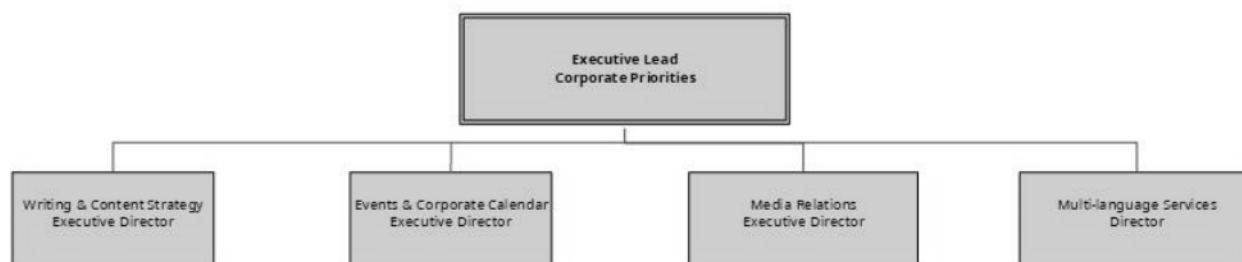 Executive Lead
Corporate Priorities
Writing & Content Strategy
Executive Director
Events & Corporate Calendar
Executive Director
Media Relations
Executive Director
Multi-language Services
Director